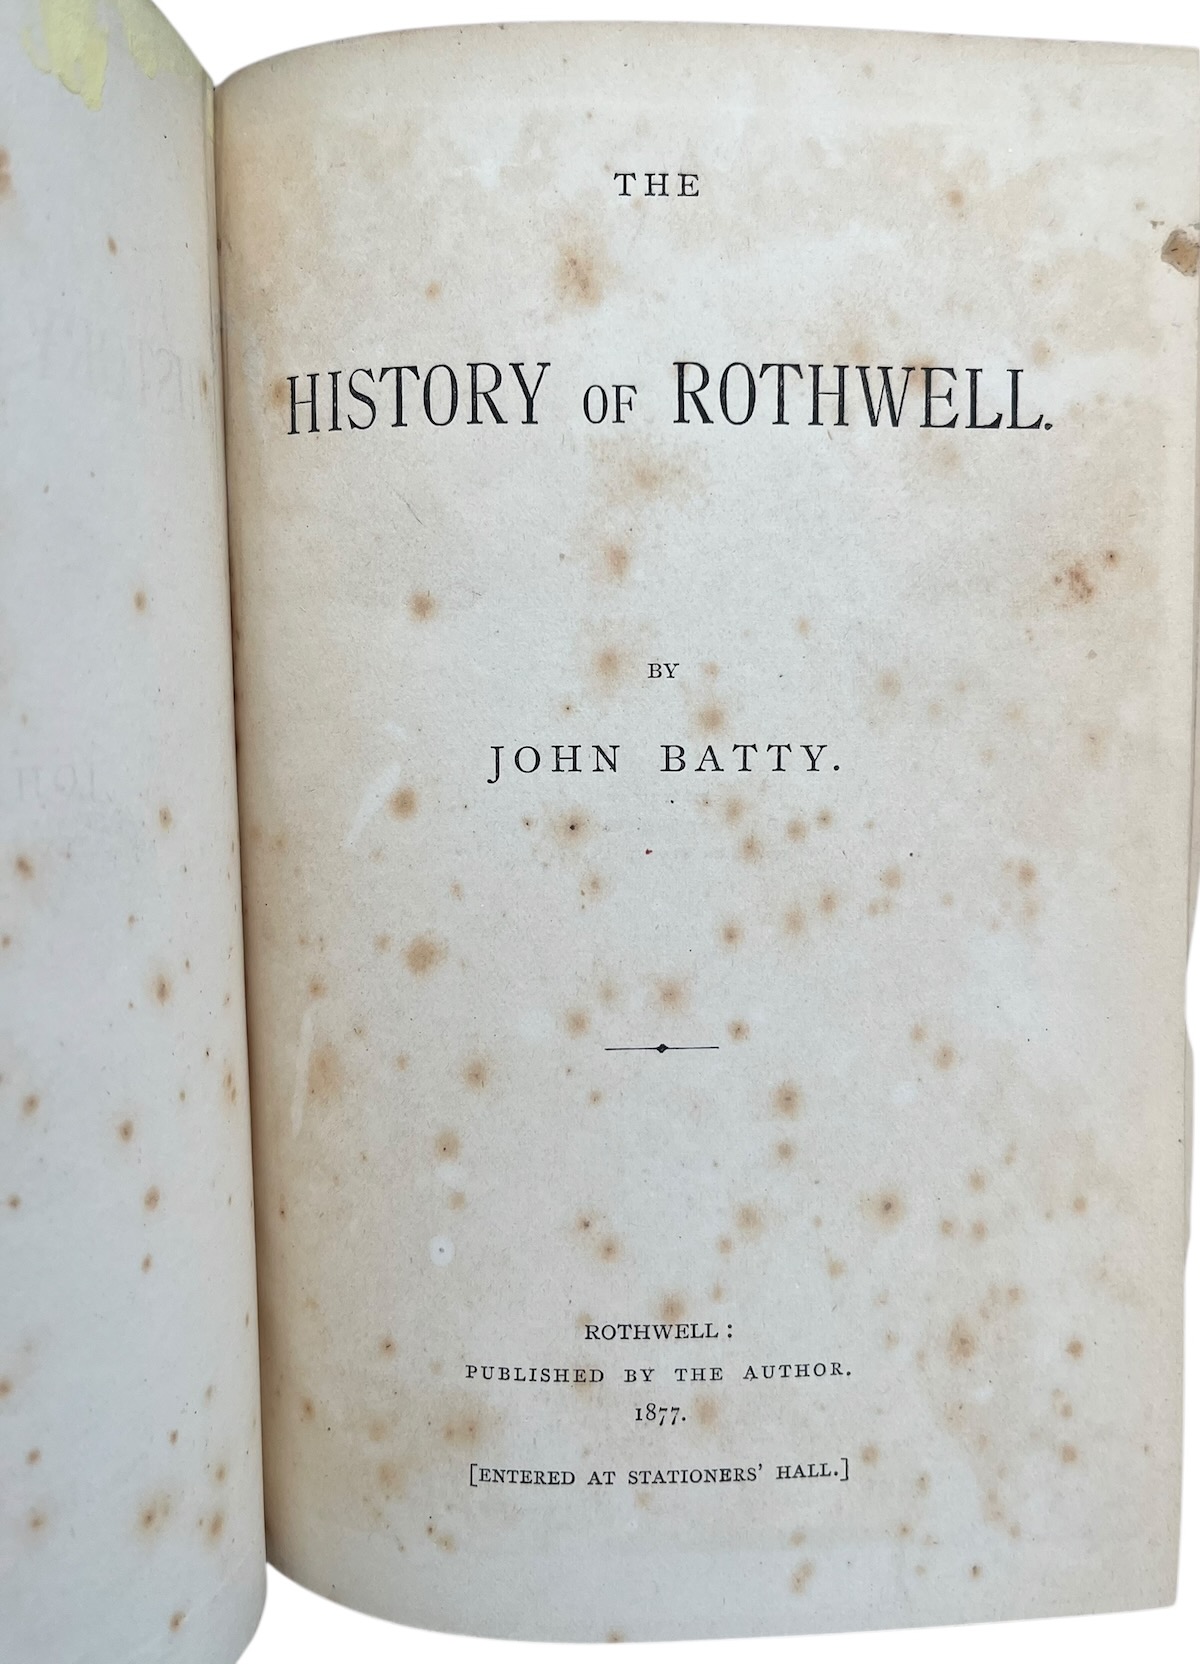 THE
HISTORY OF ROTHWELL.
BY
JOHN BATTY.
ROTHWELL:
PUBLISHED BY THE AUTHOR.
1877.
[ENTERED AT STATIONERS' HALL.]